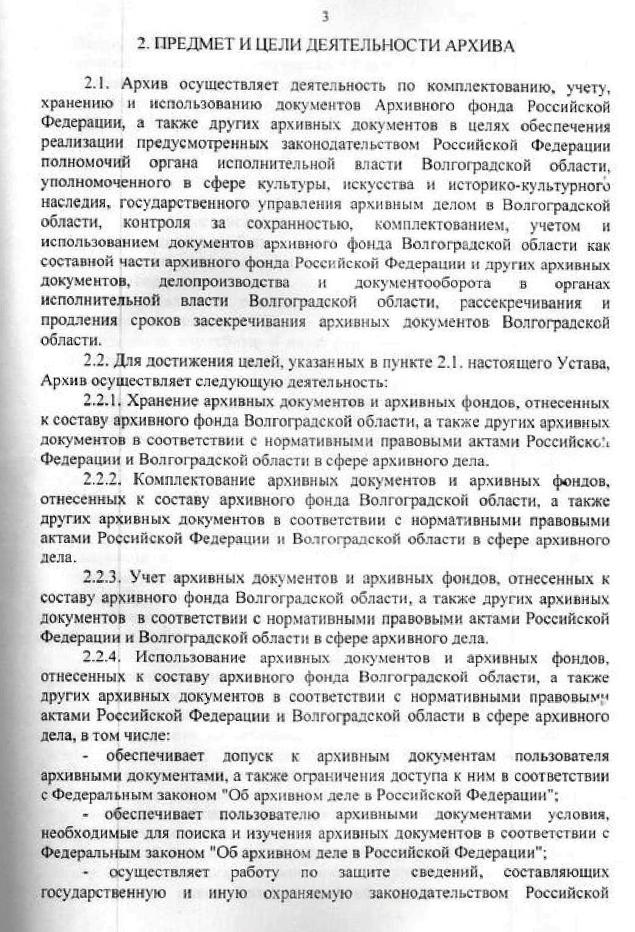 3
2. ПРЕДМЕТ И ЦЕЛИ ДЕЯТЕЛЬНОСТИ АРХИВА
2.1. Архив осуществляет деятельность по комплектованию, учету,
хранению и использованию документов Архивного фонда Российской
Федерации, а также других архивных документов в целях обеспечения
реализации предусмотренных законодательством Российской Федерации
полномочий органа исполнительной власти Волгоградской области,
уполномоченного в сфере культуры, искусства и историко-культурного
наследия, государственного управления архивным делом в Волгоградской
области, контроля за сохранностью, комплектованием, учетом и
использованием документов архивного фонда Волгоградской области как
составной части архивного фонда Российской Федерации и других архивных
документов, делопроизводства и документооборота в органах
исполнительной власти Волгоградской области, рассекречивания и
продления сроков засекречивания архивных документов Волгоградской
области.
2.2. Для достижения целей, указанных в пункте 2.1. настоящего Устава,
Архив осуществляет следующую деятельность:
2.2.1. Хранение архивных документов и архивных фондов, отнесенных
к составу архивного фонда Волгоградской области, а также других архивных
документов в соответствии с нормативными правовыми актами Российской
Федерации и Волгоградской области в сфере архивного дела.
2.2.2. Комплектование архивных документов и архивных фондов,
отнесенных к составу архивного фонда Волгоградской области, а также
других архивных документов в соответствии с нормативными правовыми
актами Российской Федерации и Волгоградской области в сфере архивного
дела.
2.2.3. Учет архивных документов и архивных фондов, отнесенных к
составу архивного фонда Волгоградской области, а также других архивных
документов в соответствии с нормативными правовыми актами Российской
Федерации и Волгоградской области в сфере архивного дела.
2.2.4. Использование архивных документов и архивных фондов,
отнесенных к составу архивного фонда Волгоградской области, а также
других архивных документов в соответствии с нормативными правовыми
актами Российской Федерации и Волгоградской области в сфере архивного
дела, в том числе:
- обеспечивает допуск к архивным документам пользователя
архивными документами, а также ограничения доступа к ним в соответствии
с Федеральным законом "Об архивном деле в Российской Федерации";
- обеспечивает пользователю архивными документами условия,
необходимые для поиска и изучения архивных документов в соответствии с
Федеральным законом "Об архивном деле в Российской Федерации";
- осуществляет работу по защите сведений, составляющих
государственную и иную охраняемую законодательством Российской